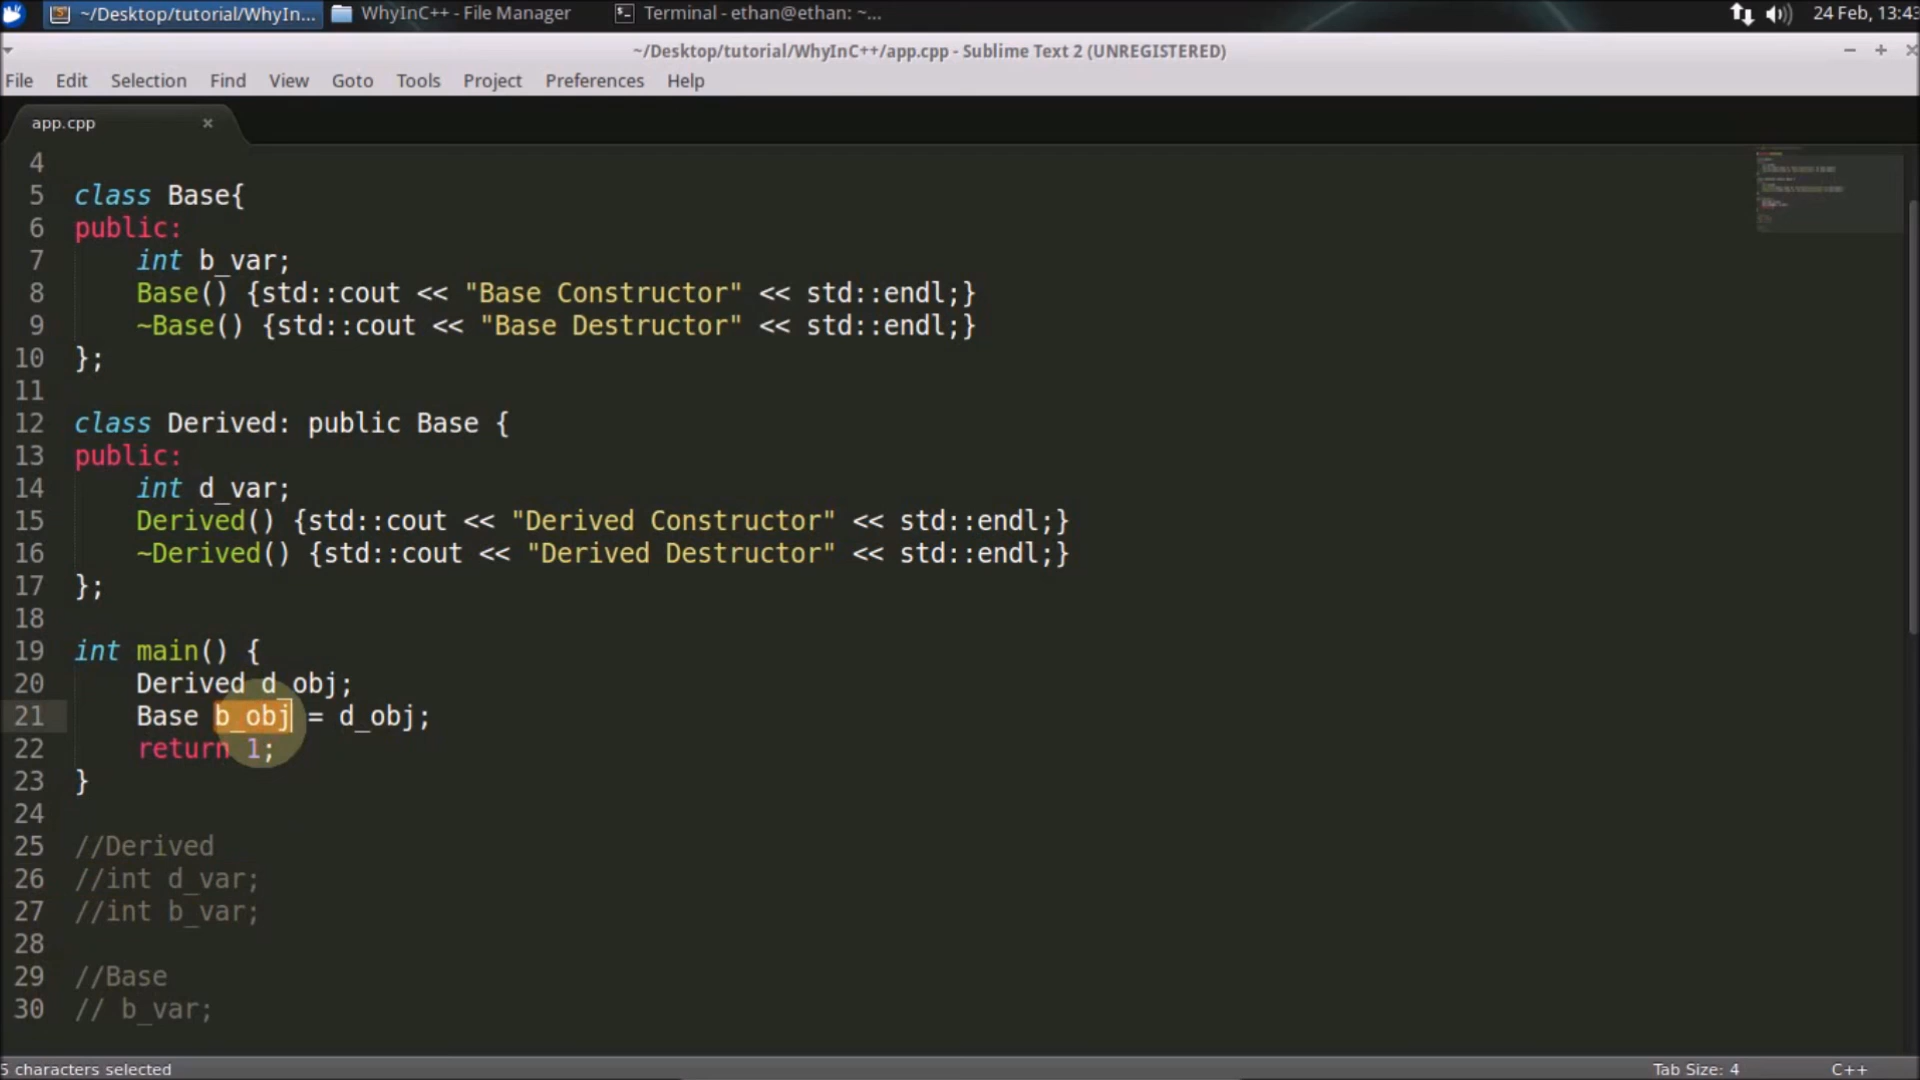 ~/Desktop/tutorial/WhyIn... WhyInC++ - File Manager Terminal - ethan@ethan: ~... 24 Feb, 13:43
~/Desktop/tutorial/WhyInC++/app.cpp - Sublime Text 2 (UNREGISTERED)
File Edit Selection Find View Goto Tools Project Preferences Help
app.cpp
4
5 class Base{
6 public:
7 int b_var;
8 Base() {std::cout << "Base Constructor" << std::endl;}
9 ~Base() {std::cout << "Base Destructor" << std::endl;}
10 };
11
12 class Derived: public Base {
13 public:
14 int d_var;
15 Derived() {std::cout << "Derived Constructor" << std::endl;}
16 ~Derived() {std::cout << "Derived Destructor" << std::endl;}
17 };
18
19 int main() {
20 Derived d_obj;
21 Base b_obj = d_obj;
22 return 1;
23 }
24
25 //Derived
26 //int d_var;
27 //int b_var;
28
29 //Base
30 // b_var;
5 characters selected Tab Size: 4 C++